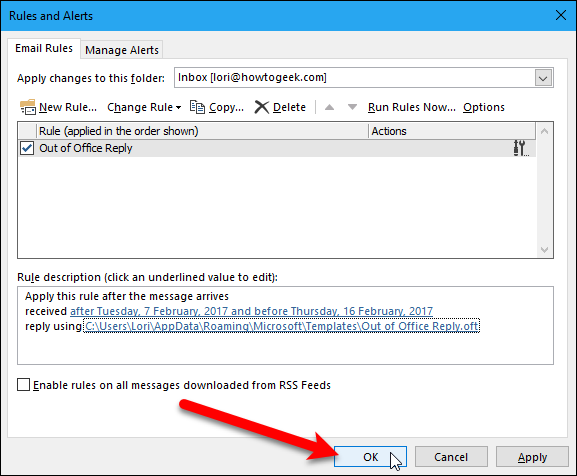 Rules and Alerts
Email Rules Manage Alerts
Apply changes to this folder: Inbox [lori@howtogeek.com]
New Rule... Change Rule Copy... Delete Run Rules Now... Options
Rule (applied in the order shown) Actions
Out of Office Reply
Rule description (click an underlined value to edit):
Apply this rule after the message arrives
received after Tuesday, 7 February, 2017 and before Thursday, 16 February, 2017
reply using C:\Users\Lori\AppData\Roaming\Microsoft\Templates\Out of Office Reply.oft
Enable rules on all messages downloaded from RSS Feeds
OK Cancel Apply